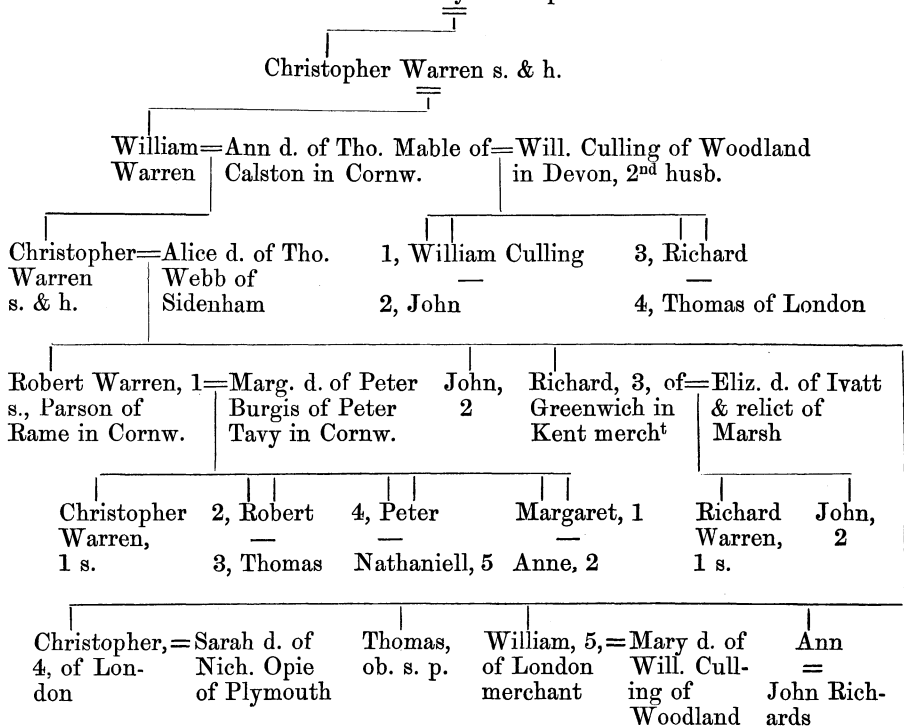 Christopher Warren s. & h.
William=Ann d. of Tho. Mable of=Will. Culling of Woodland
Warren Calston in Cornw. in Devon, 2nd husb.
Christopher=Alice d. of Tho. 1, William Culling 3, Richard
Warren Webb of — —
s. & h. Sidenham 2, John 4, Thomas of London
Robert Warren, 1=Marg. d. of Peter John, Richard, 3, of=Eliz. d. of Ivatt
s., Parson of Burgis of Peter 2 Greenwich in & relict of
Rame in Cornw. Tavy in Cornw. Kent mercht Marsh
Christopher 2, Robert 4, Peter Margaret, 1 Richard John,
Warren, — — — Warren, 2
1 s. 3, Thomas Nathaniell, 5 Anne, 2 1 s.
Christopher,=Sarah d. of Thomas, William, 5,=Mary d. of Ann
4, of Lon- Nich. Opie ob. s. p. of London Will. Cull- =
don of Plymouth merchant ing of John Rich-
Woodland ards